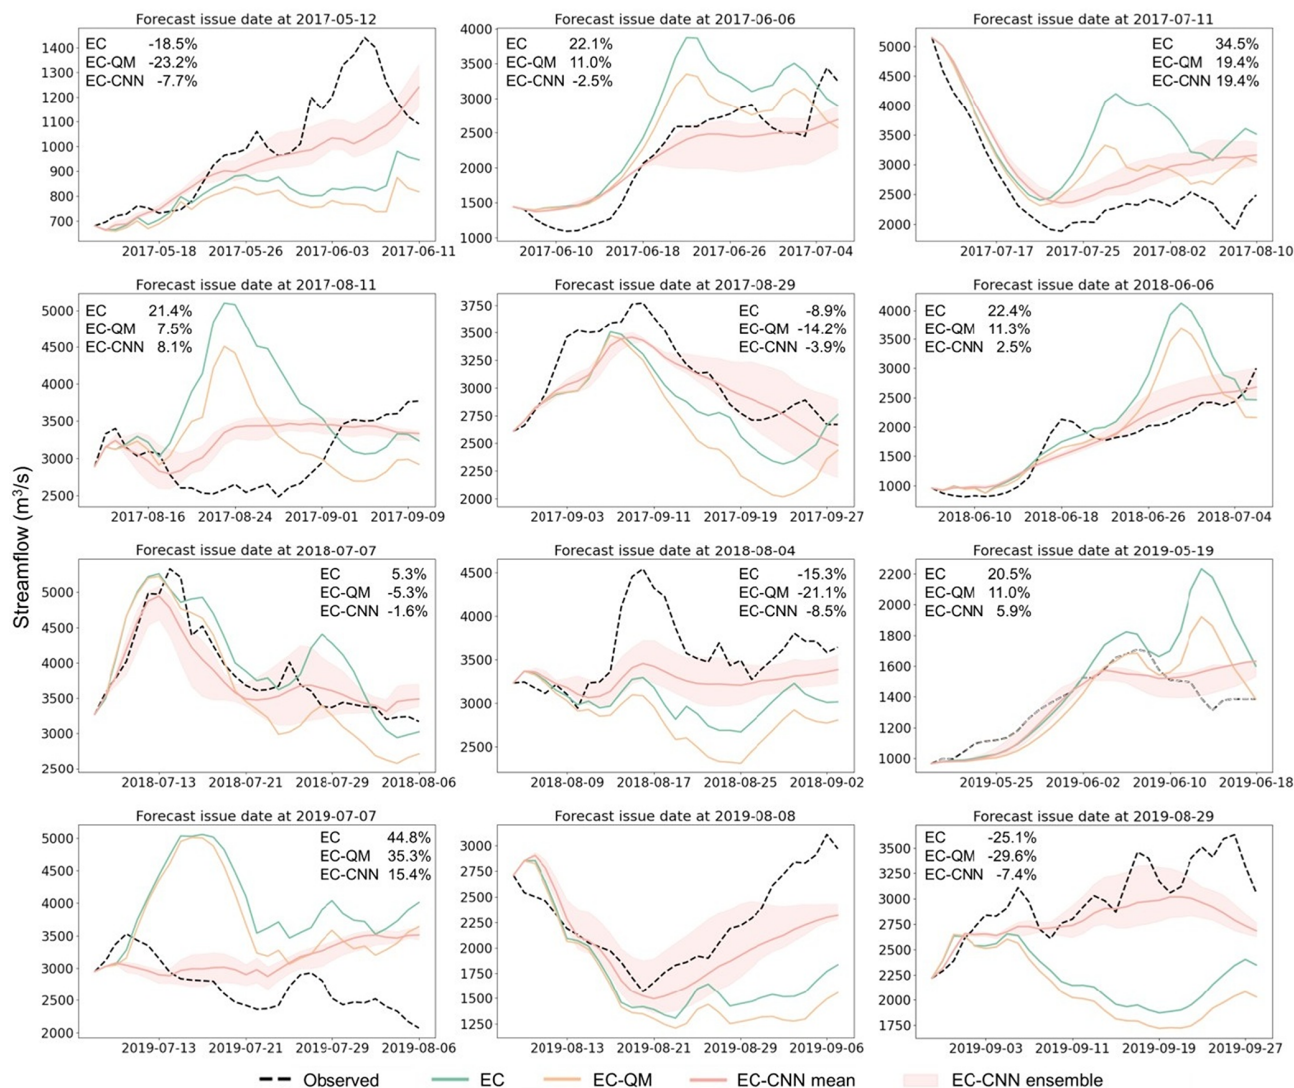 Forecast issue date at 2017-05-12
EC -18.5%
EC-QM -23.2%
EC-CNN -7.7%
1400
1300
1200
1100
1000
900
800
700
2017-05-18 2017-05-26 2017-06-03 2017-06-11
Forecast issue date at 2017-06-06
EC 22.1%
EC-QM 11.0%
EC-CNN -2.5%
4000
3500
3000
2500
2000
1500
1000
2017-06-10 2017-06-18 2017-06-26 2017-07-04
Forecast issue date at 2017-07-11
EC 34.5%
EC-QM 19.4%
EC-CNN 19.4%
5000
4500
4000
3500
3000
2500
2000
2017-07-17 2017-07-25 2017-08-02 2017-08-10
Forecast issue date at 2017-08-11
EC 21.4%
EC-QM 7.5%
EC-CNN 8.1%
5000
4500
4000
3500
3000
2500
2017-08-16 2017-08-24 2017-09-01 2017-09-09
Forecast issue date at 2017-08-29
EC -8.9%
EC-QM -14.2%
EC-CNN -3.9%
3750
3500
3250
3000
2750
2500
2250
2000
2017-09-03 2017-09-11 2017-09-19 2017-09-27
Forecast issue date at 2018-06-06
EC 22.4%
EC-QM 11.3%
EC-CNN 2.5%
4000
3500
3000
2500
2000
1500
1000
2018-06-10 2018-06-18 2018-06-26 2018-07-04
Streamflow (m³/s)
Forecast issue date at 2018-07-07
EC 5.3%
EC-QM -5.3%
EC-CNN -1.6%
5000
4500
4000
3500
3000
2500
2018-07-13 2018-07-21 2018-07-29 2018-08-06
Forecast issue date at 2018-08-04
EC -15.3%
EC-QM -21.1%
EC-CNN -8.5%
4500
4000
3500
3000
2500
2018-08-09 2018-08-17 2018-08-25 2018-09-02
Forecast issue date at 2019-05-19
EC 20.5%
EC-QM 11.0%
EC-CNN 5.9%
2200
2000
1800
1600
1400
1200
1000
2019-05-25 2019-06-02 2019-06-10 2019-06-18
Forecast issue date at 2019-07-07
EC 44.8%
EC-QM 35.3%
EC-CNN 15.4%
5000
4500
4000
3500
3000
2500
2000
2019-07-13 2019-07-21 2019-07-29 2019-08-06
Forecast issue date at 2019-08-08
3000
2750
2500
2250
2000
1750
1500
1250
2019-08-13 2019-08-21 2019-08-29 2019-09-06
Forecast issue date at 2019-08-29
EC -25.1%
EC-QM -29.6%
EC-CNN -7.4%
3500
3250
3000
2750
2500
2250
2000
1750
2019-09-03 2019-09-11 2019-09-19 2019-09-27
Observed EC EC-QM EC-CNN mean EC-CNN ensemble